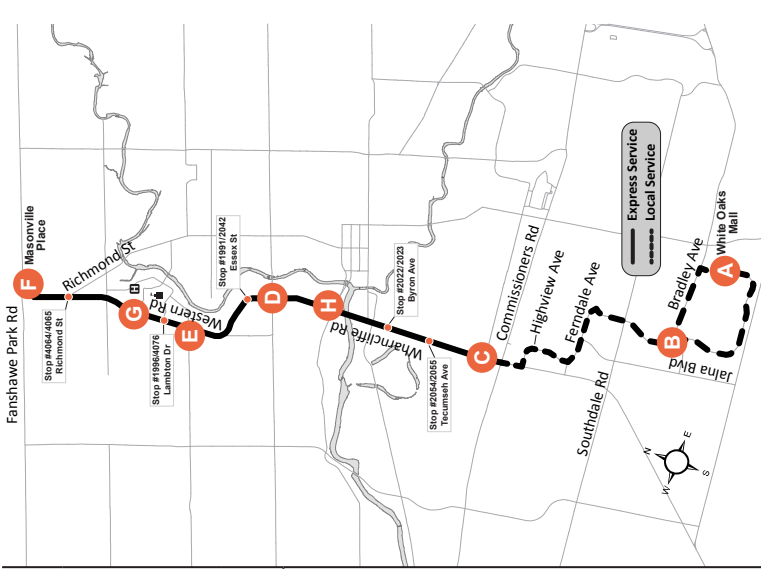 Fanshawe Park Rd
F
Masonville
Place
Stop #4064/4065
Richmond St
Richmond St
H
G
Western Rd
Stop #1996/4076
Lambton Dr
E
Stop #1991/2042
Essex St
D
H
Wharncliffe Rd
Stop #2022/2023
Byron Ave
Stop #2054/2055
Tecumseh Ave
C
Commissioners Rd
Highview Ave
Ferndale Ave
Southdale Rd
Express Service
Local Service
Bradley Ave
B
Jalna Blvd
A
White Oaks
Mall
N
E
S
W